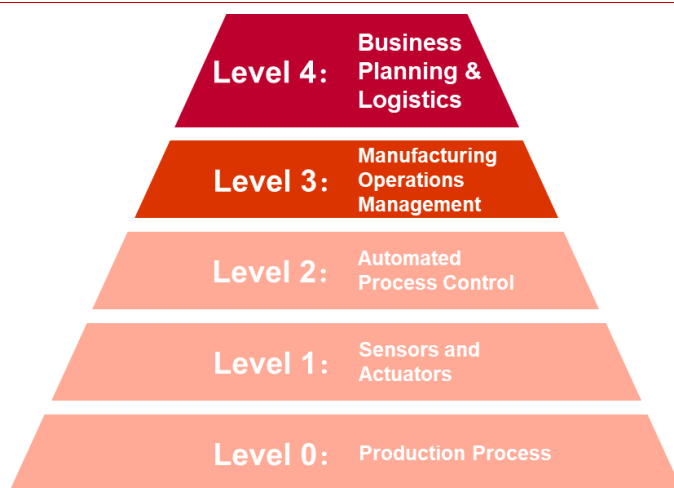 Level 4：
Business
Planning &
Logistics
Level 3：
Manufacturing
Operations
Management
Level 2：
Automated
Process Control
Level 1：
Sensors and
Actuators
Level 0：
Production Process